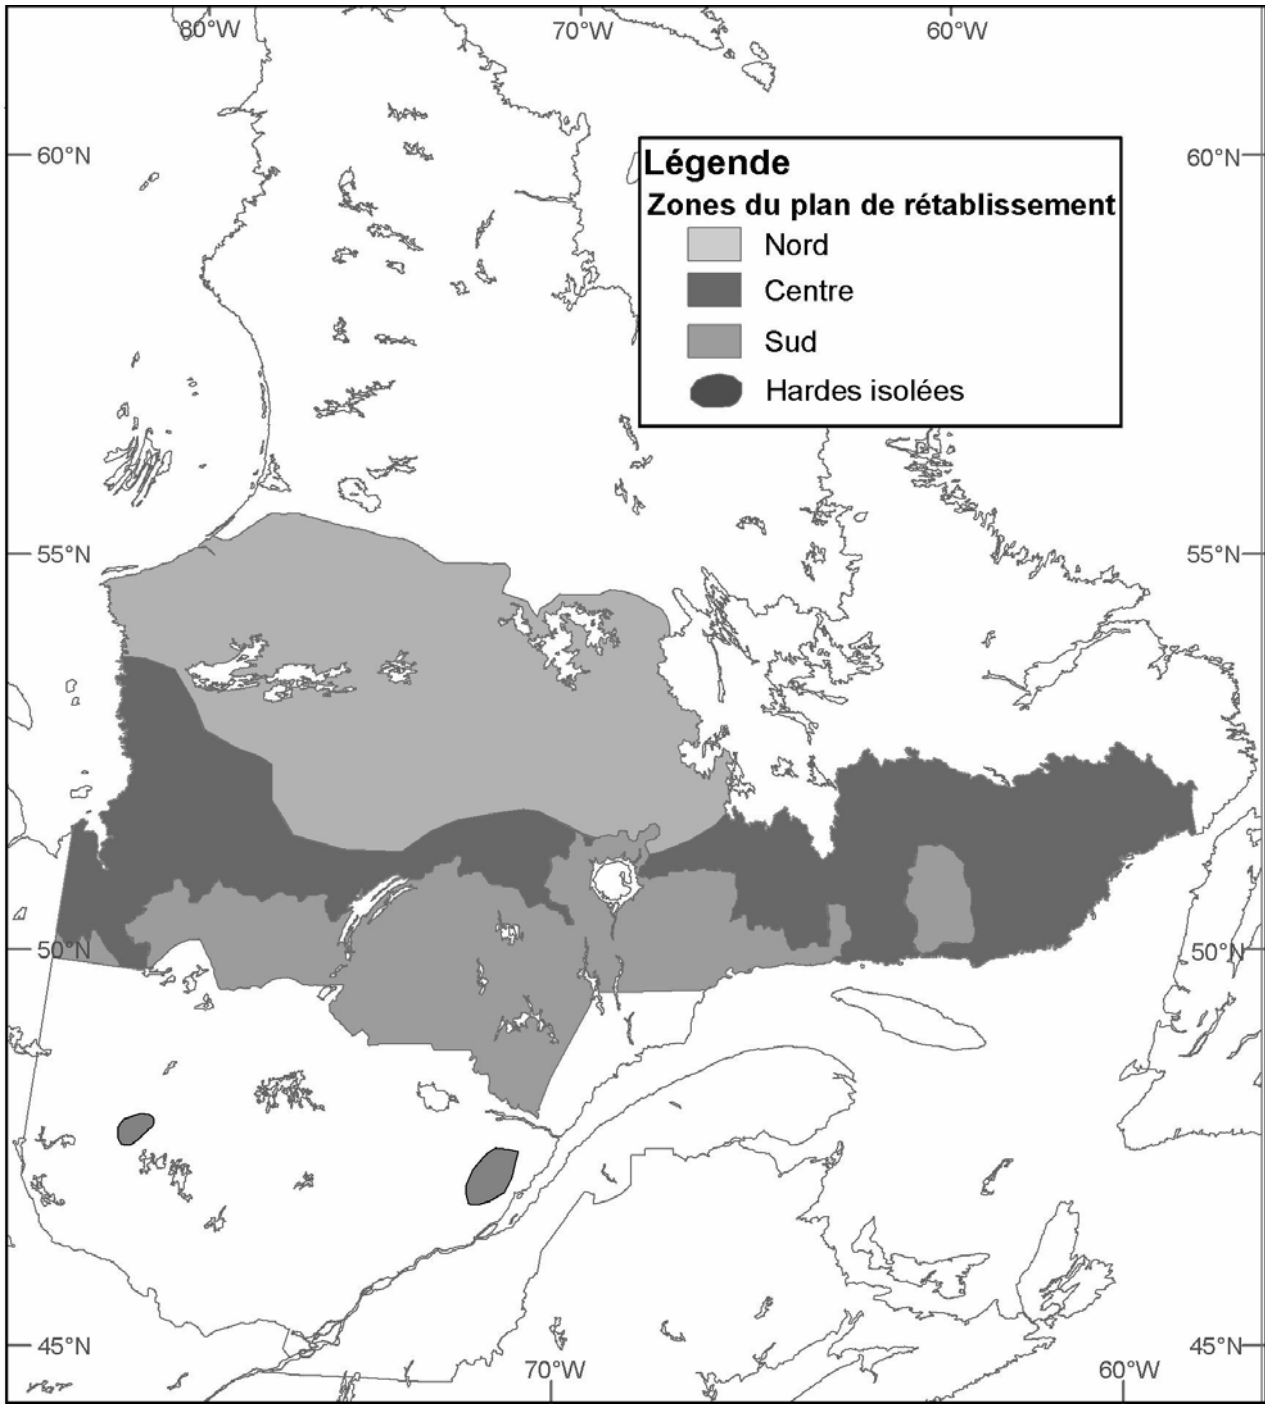 80°W 70°W 60°W
60°N 60°N
Légende
Zones du plan de rétablissement
Nord
Centre
Sud
Hardes isolées
55°N 55°N
50°N 50°N
45°N 45°N
70°W 60°W